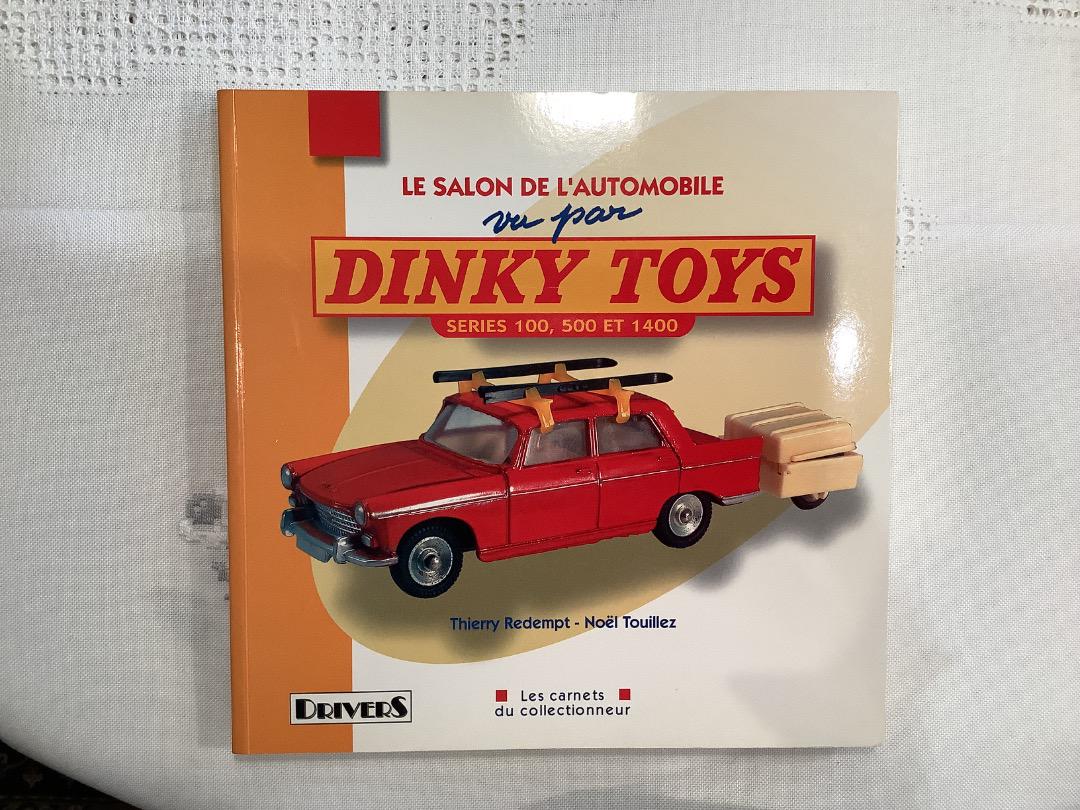 LE SALON DE L'AUTOMOBILE
vu par
DINKY TOYS
SERIES 100, 500 ET 1400
Thierry Redempt - Noël Touillez
DRIVERS
Les carnets
du collectionneur